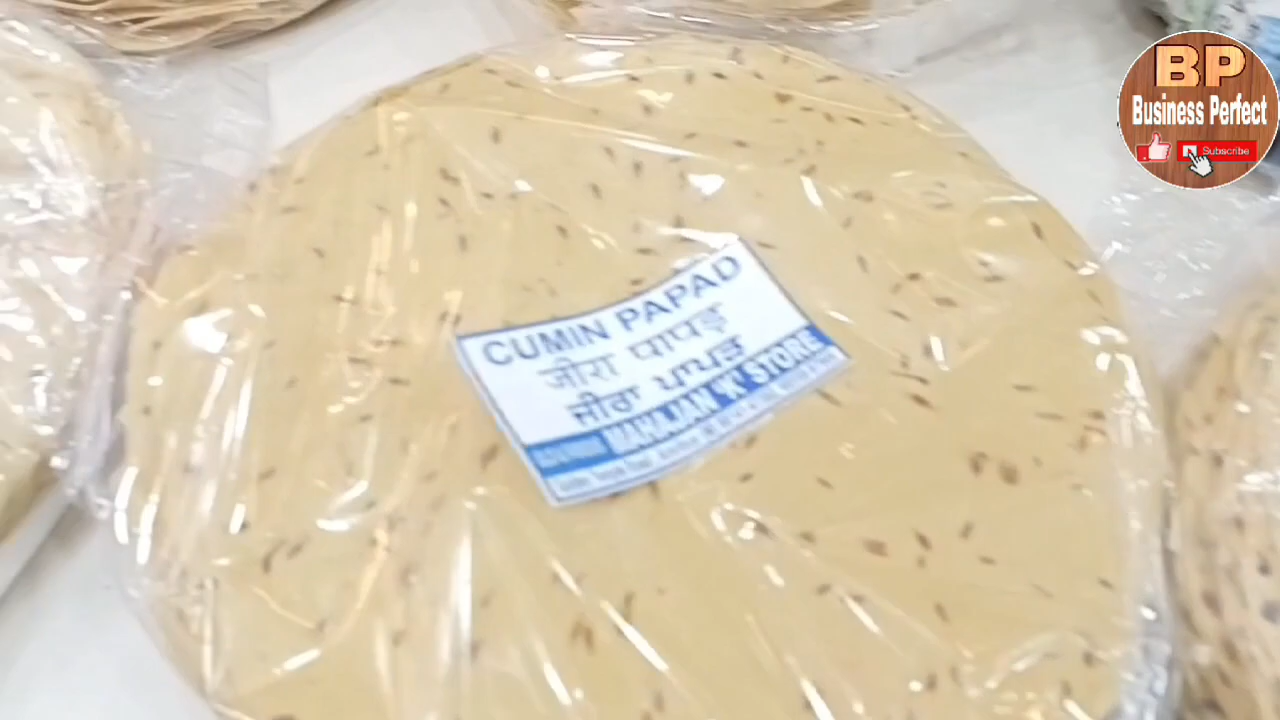 BP
Business Perfect
Subscribe
CUMIN PAPAD
जीरा पापड़
ਜੀਰਾ ਪਾਪੜ
MAHAJAN 'K' STORE